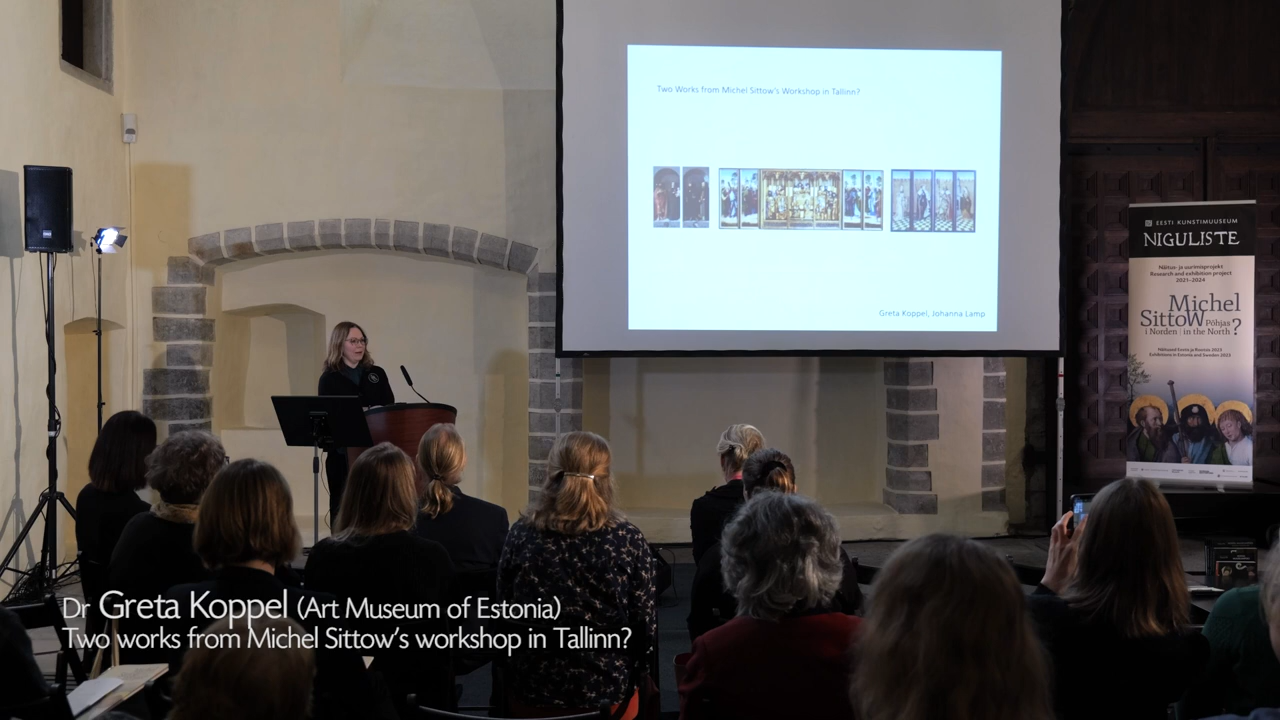 Two Works from Michel Sittow's Workshop in Tallinn?
Greta Koppel, Johanna Lamp
EESTI KUNSTIMUUSEUM
NIGULISTE
Näitus- ja uurimisprojekt
Research and exhibition project
2021–2024
Michel
Sittow Põhjas ?
i Norden | in the North
Näitused Eestis ja Rootsis 2023
Exhibitions in Estonia and Sweden 2023
Dr Greta Koppel (Art Museum of Estonia)
Two works from Michel Sittow's workshop in Tallinn?